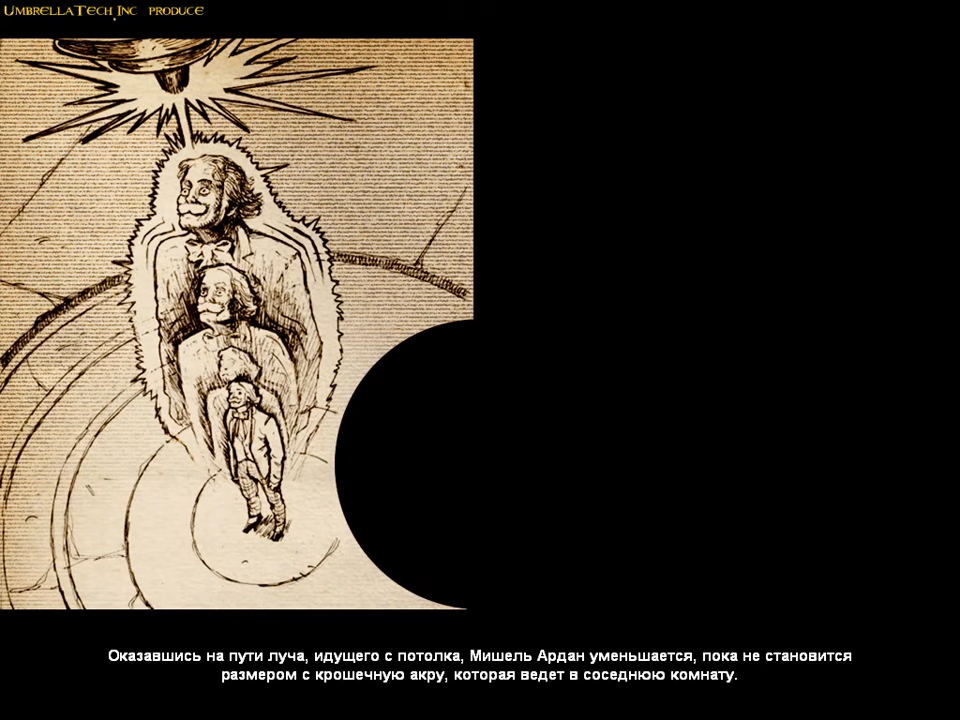 UmbrellaTech.Inc produce
Оказавшись на пути луча, идущего с потолка, Мишель Ардан уменьшается, пока не становится
размером с крошечную акру, которая ведет в соседнюю комнату.